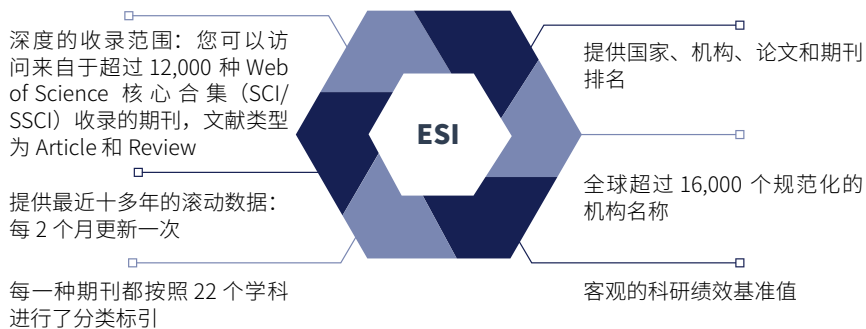 深度的收录范围：您可以访
问来自于超过 12,000 种 Web
of Science 核心合集（SCI/
SSCI）收录的期刊，文献类型
为 Article 和 Review
提供最近十多年的滚动数据：
每 2 个月更新一次
每一种期刊都按照 22 个学科
进行了分类标引
ESI
提供国家、机构、论文和期刊
排名
全球超过 16,000 个规范化的
机构名称
客观的科研绩效基准值